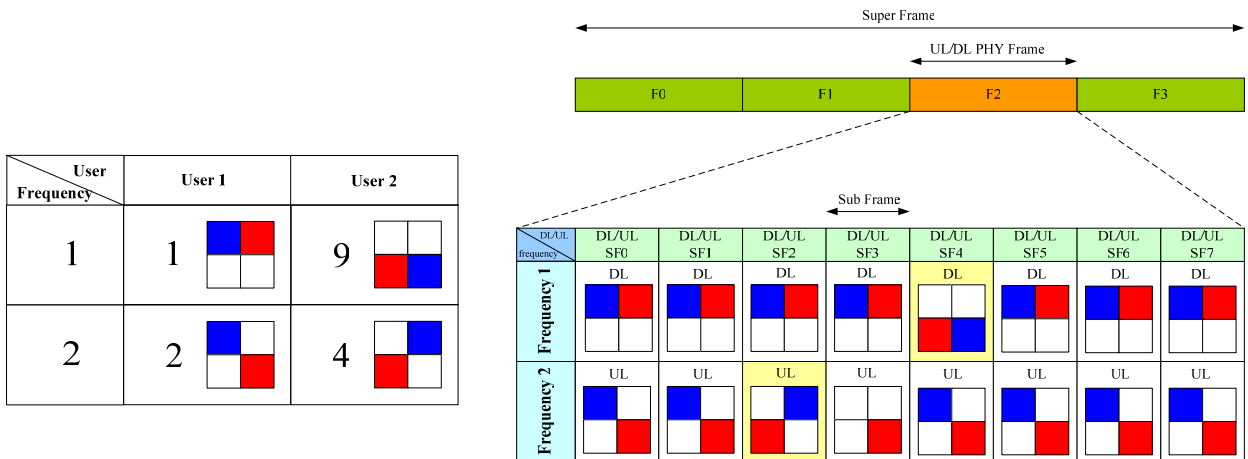 Super Frame
UL/DL PHY Frame
F0 F1 F2 F3
User
Frequency
User 1 User 2
1 1 9
2 2 4
Sub Frame
DL/UL
frequency
DL/UL DL/UL DL/UL DL/UL DL/UL DL/UL DL/UL DL/UL
SF0 SF1 SF2 SF3 SF4 SF5 SF6 SF7
Frequency 1
DL DL DL DL DL DL DL DL
Frequency 2
UL UL UL UL UL UL UL UL